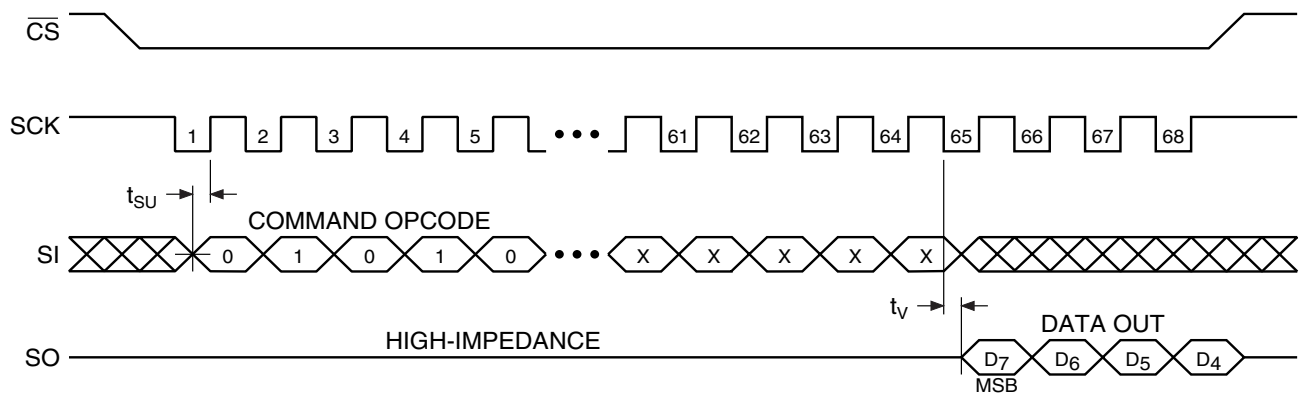 CS
SCK 1 2 3 4 5 ••• 61 62 63 64 65 66 67 68
tSU
COMMAND OPCODE
SI 0 1 0 1 0 ••• X X X X X
tV
DATA OUT
HIGH-IMPEDANCE
SO D7 D6 D5 D4
MSB